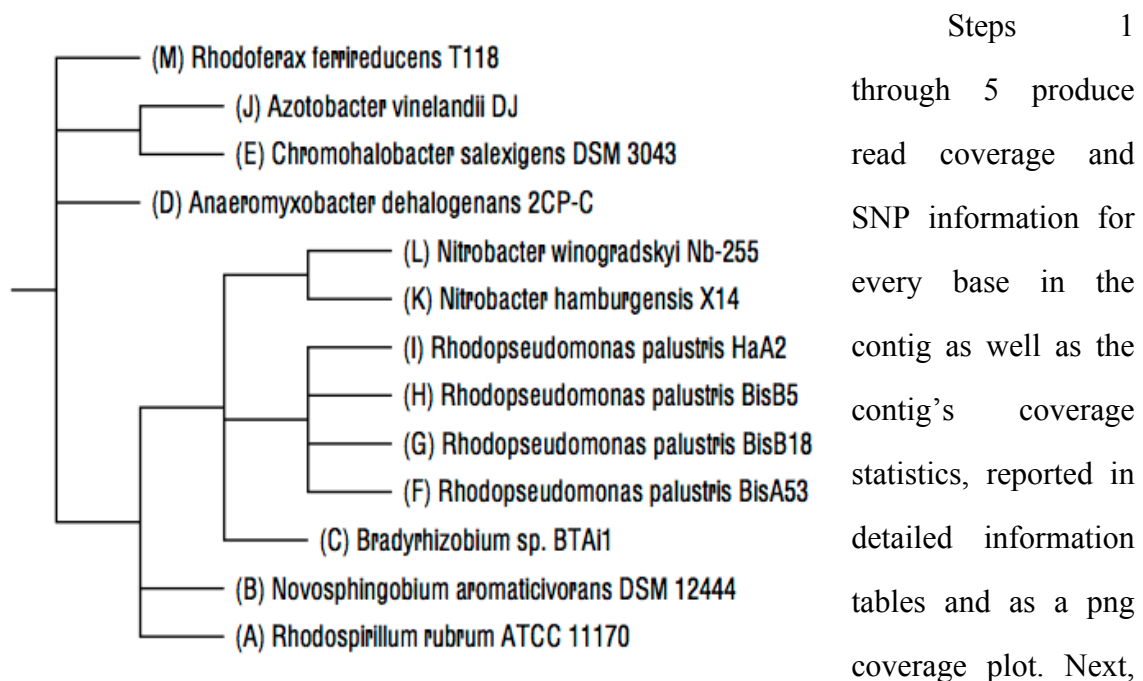 (M) Rhodoferax ferrireducens T118
(J) Azotobacter vinelandii DJ
(E) Chromohalobacter salexigens DSM 3043
(D) Anaeromyxobacter dehalogenans 2CP-C
(L) Nitrobacter winogradskyi Nb-255
(K) Nitrobacter hamburgensis X14
(I) Rhodopseudomonas palustris HaA2
(H) Rhodopseudomonas palustris BisB5
(G) Rhodopseudomonas palustris BisB18
(F) Rhodopseudomonas palustris BisA53
(C) Bradyrhizobium sp. BTAi1
(B) Novosphingobium aromaticivorans DSM 12444
(A) Rhodospirillum rubrum ATCC 11170
Steps 1
through 5 produce
read coverage and
SNP information for
every base in the
contig as well as the
contig’s coverage
statistics, reported in
detailed information
tables and as a png
coverage plot. Next,